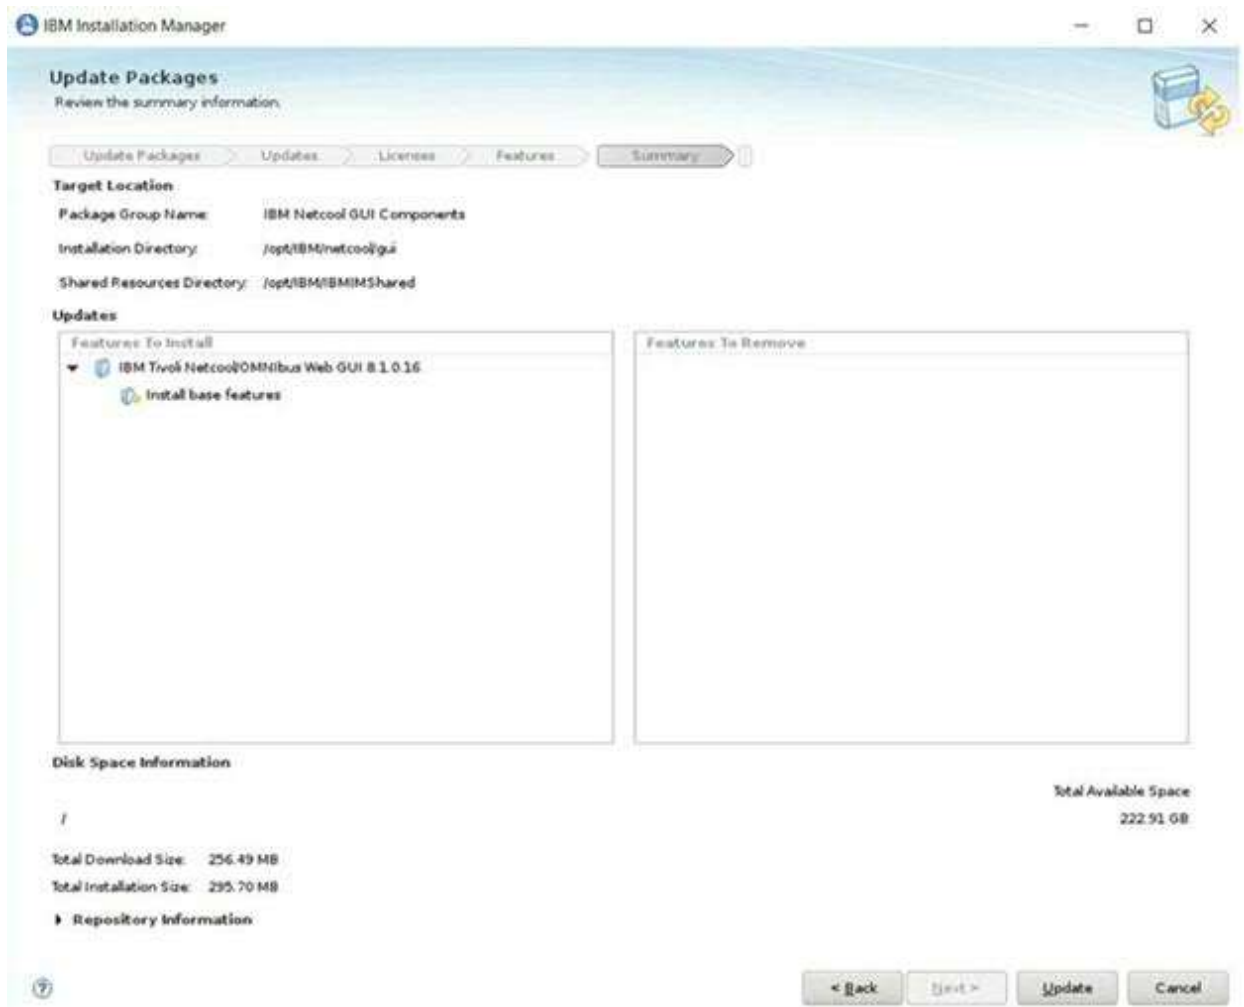 IBM Installation Manager
Update Packages
Review the summary information.
Update Packages Updates Licenses Features Summary
Target Location
Package Group Name: IBM Netcool GUI Components
Installation Directory: /opt/IBM/netcool/gui
Shared Resources Directory: /opt/IBM/IBMIMShared
Updates
Features To Install Features To Remove
IBM Tivoli Netcool/OMNIbus Web GUI 8.1.0.16
Install base features
Disk Space Information
Total Available Space
/ 222.91 GB
Total Download Size: 256.49 MB
Total Installation Size: 295.70 MB
Repository Information
? < Back Next > Update Cancel